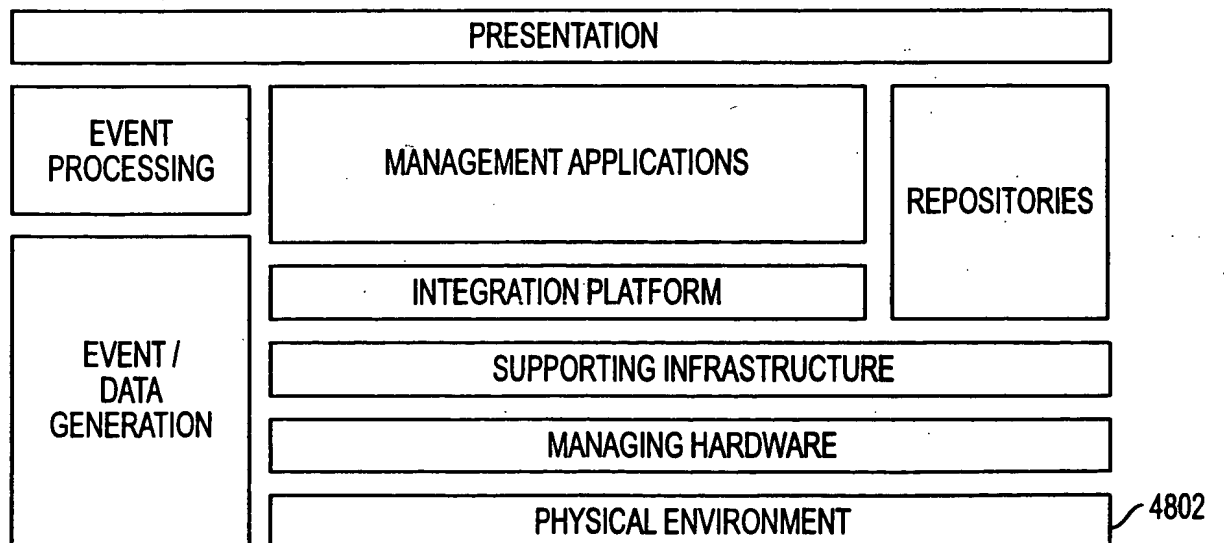 PRESENTATION
EVENT
PROCESSING
MANAGEMENT APPLICATIONS
REPOSITORIES
INTEGRATION PLATFORM
EVENT /
DATA
GENERATION
SUPPORTING INFRASTRUCTURE
MANAGING HARDWARE
PHYSICAL ENVIRONMENT
4802